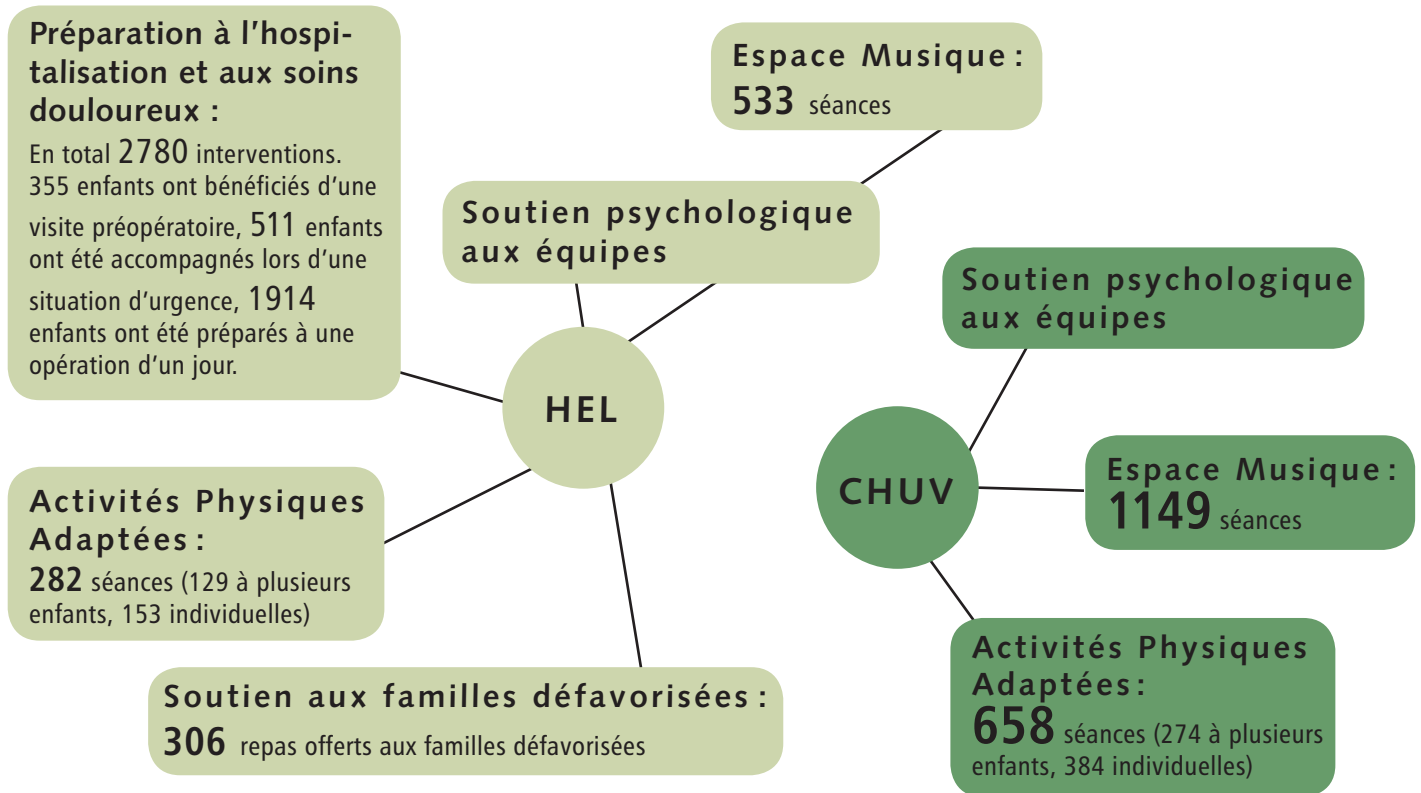 Préparation à l’hospi-
talisation et aux soins
douloureux :
En total 2780 interventions.
355 enfants ont bénéficiés d’une
visite préopératoire, 511 enfants
ont été accompagnés lors d’une
situation d’urgence, 1914
enfants ont été préparés à une
opération d’un jour.
Espace Musique :
533 séances
Soutien psychologique
aux équipes
HEL
Activités Physiques
Adaptées :
282 séances (129 à plusieurs
enfants, 153 individuelles)
Soutien aux familles défavorisées :
306 repas offerts aux familles défavorisées
Soutien psychologique
aux équipes
CHUV
Espace Musique :
1149 séances
Activités Physiques
Adaptées:
658 séances (274 à plusieurs
enfants, 384 individuelles)